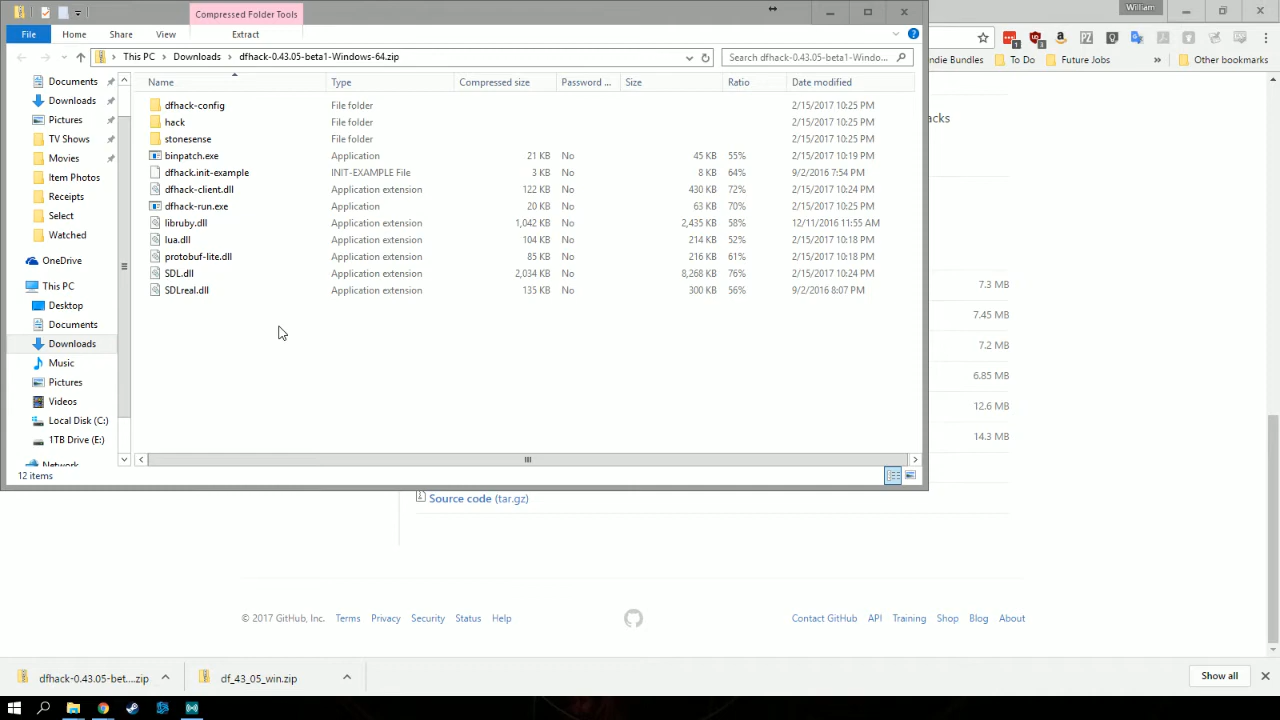 Compressed Folder Tools
William
File Home Share View Extract
This PC Downloads dfhack-0.43.05-beta1-Windows-64.zip
Search dfhack-0.43.05-beta1-Windo...
ndie Bundles To Do Future Jobs » Other bookmarks
Name Type Compressed size Password ... Size Ratio Date modified
dfhack-config File folder 2/15/2017 10:25 PM
hack File folder 2/15/2017 10:25 PM
stonesense File folder 2/15/2017 10:25 PM
binpatch.exe Application 21 KB No 45 KB 55% 2/15/2017 10:19 PM
dfhack.init-example INIT-EXAMPLE File 3 KB No 8 KB 64% 9/2/2016 7:54 PM
dfhack-client.dll Application extension 122 KB No 430 KB 72% 2/15/2017 10:24 PM
dfhack-run.exe Application 20 KB No 63 KB 70% 2/15/2017 10:25 PM
libruby.dll Application extension 1,042 KB No 2,435 KB 58% 12/11/2016 11:55 AM
lua.dll Application extension 104 KB No 214 KB 52% 2/15/2017 10:18 PM
protobuf-lite.dll Application extension 85 KB No 216 KB 61% 2/15/2017 10:18 PM
SDL.dll Application extension 2,034 KB No 8,268 KB 76% 2/15/2017 10:24 PM
SDLreal.dll Application extension 135 KB No 300 KB 56% 9/2/2016 8:07 PM
Documents
Downloads
Pictures
TV Shows
Movies
Item Photos
Receipts
Select
Watched
OneDrive
This PC
Desktop
Documents
Downloads
Music
Pictures
Videos
Local Disk (C:)
1TB Drive (E:)
Network
12 items
acks
7.3 MB
7.45 MB
7.2 MB
6.85 MB
12.6 MB
14.3 MB
Source code (tar.gz)
© 2017 GitHub, Inc. Terms Privacy Security Status Help
Contact GitHub API Training Shop Blog About
dfhack-0.43.05-bet....zip df_43_05_win.zip Show all